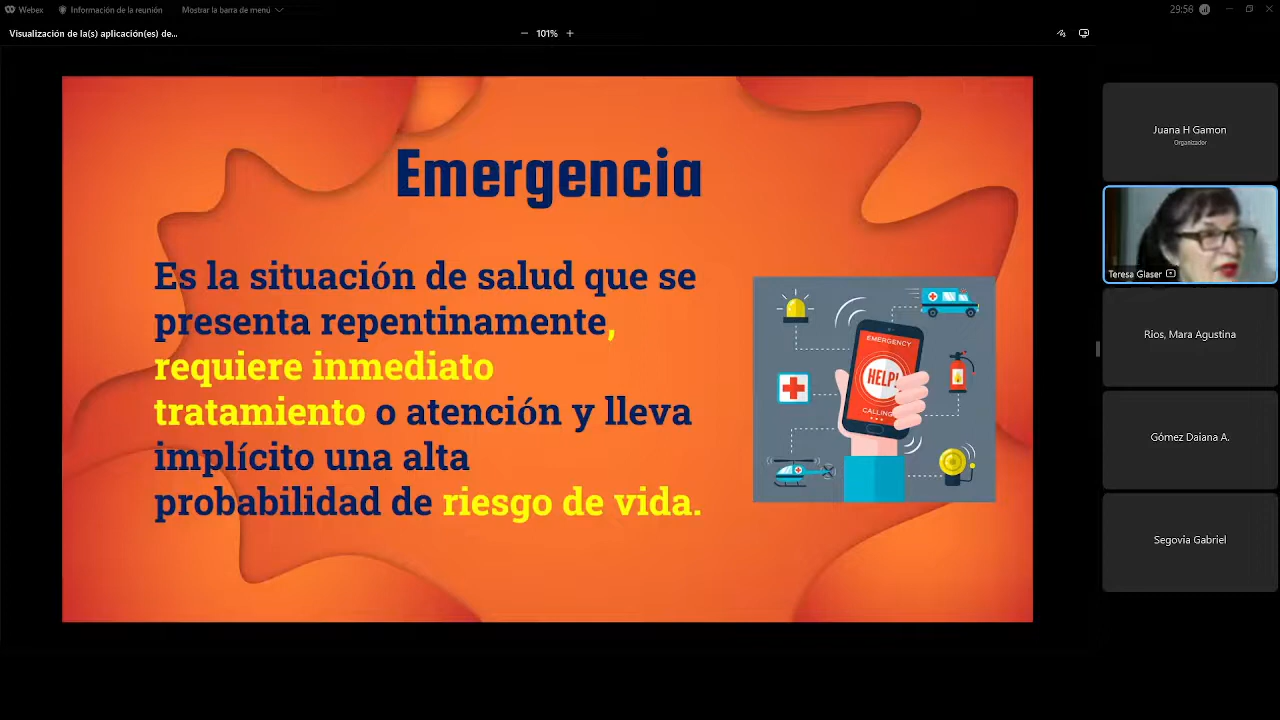 Webex
Información de la reunión
Mostrar la barra de menú
29:58
Visualización de la(s) aplicación(es) de...
101%
Emergencia
Es la situación de salud que se
presenta repentinamente,
requiere inmediato
tratamiento o atención y lleva
implícito una alta
probabilidad de riesgo de vida.
EMERGENCY
HELP!
CALLING
Juana H Gamon
Organizador
Teresa Glaser
Rios, Mara Agustina
Gómez Daiana A.
Segovia Gabriel